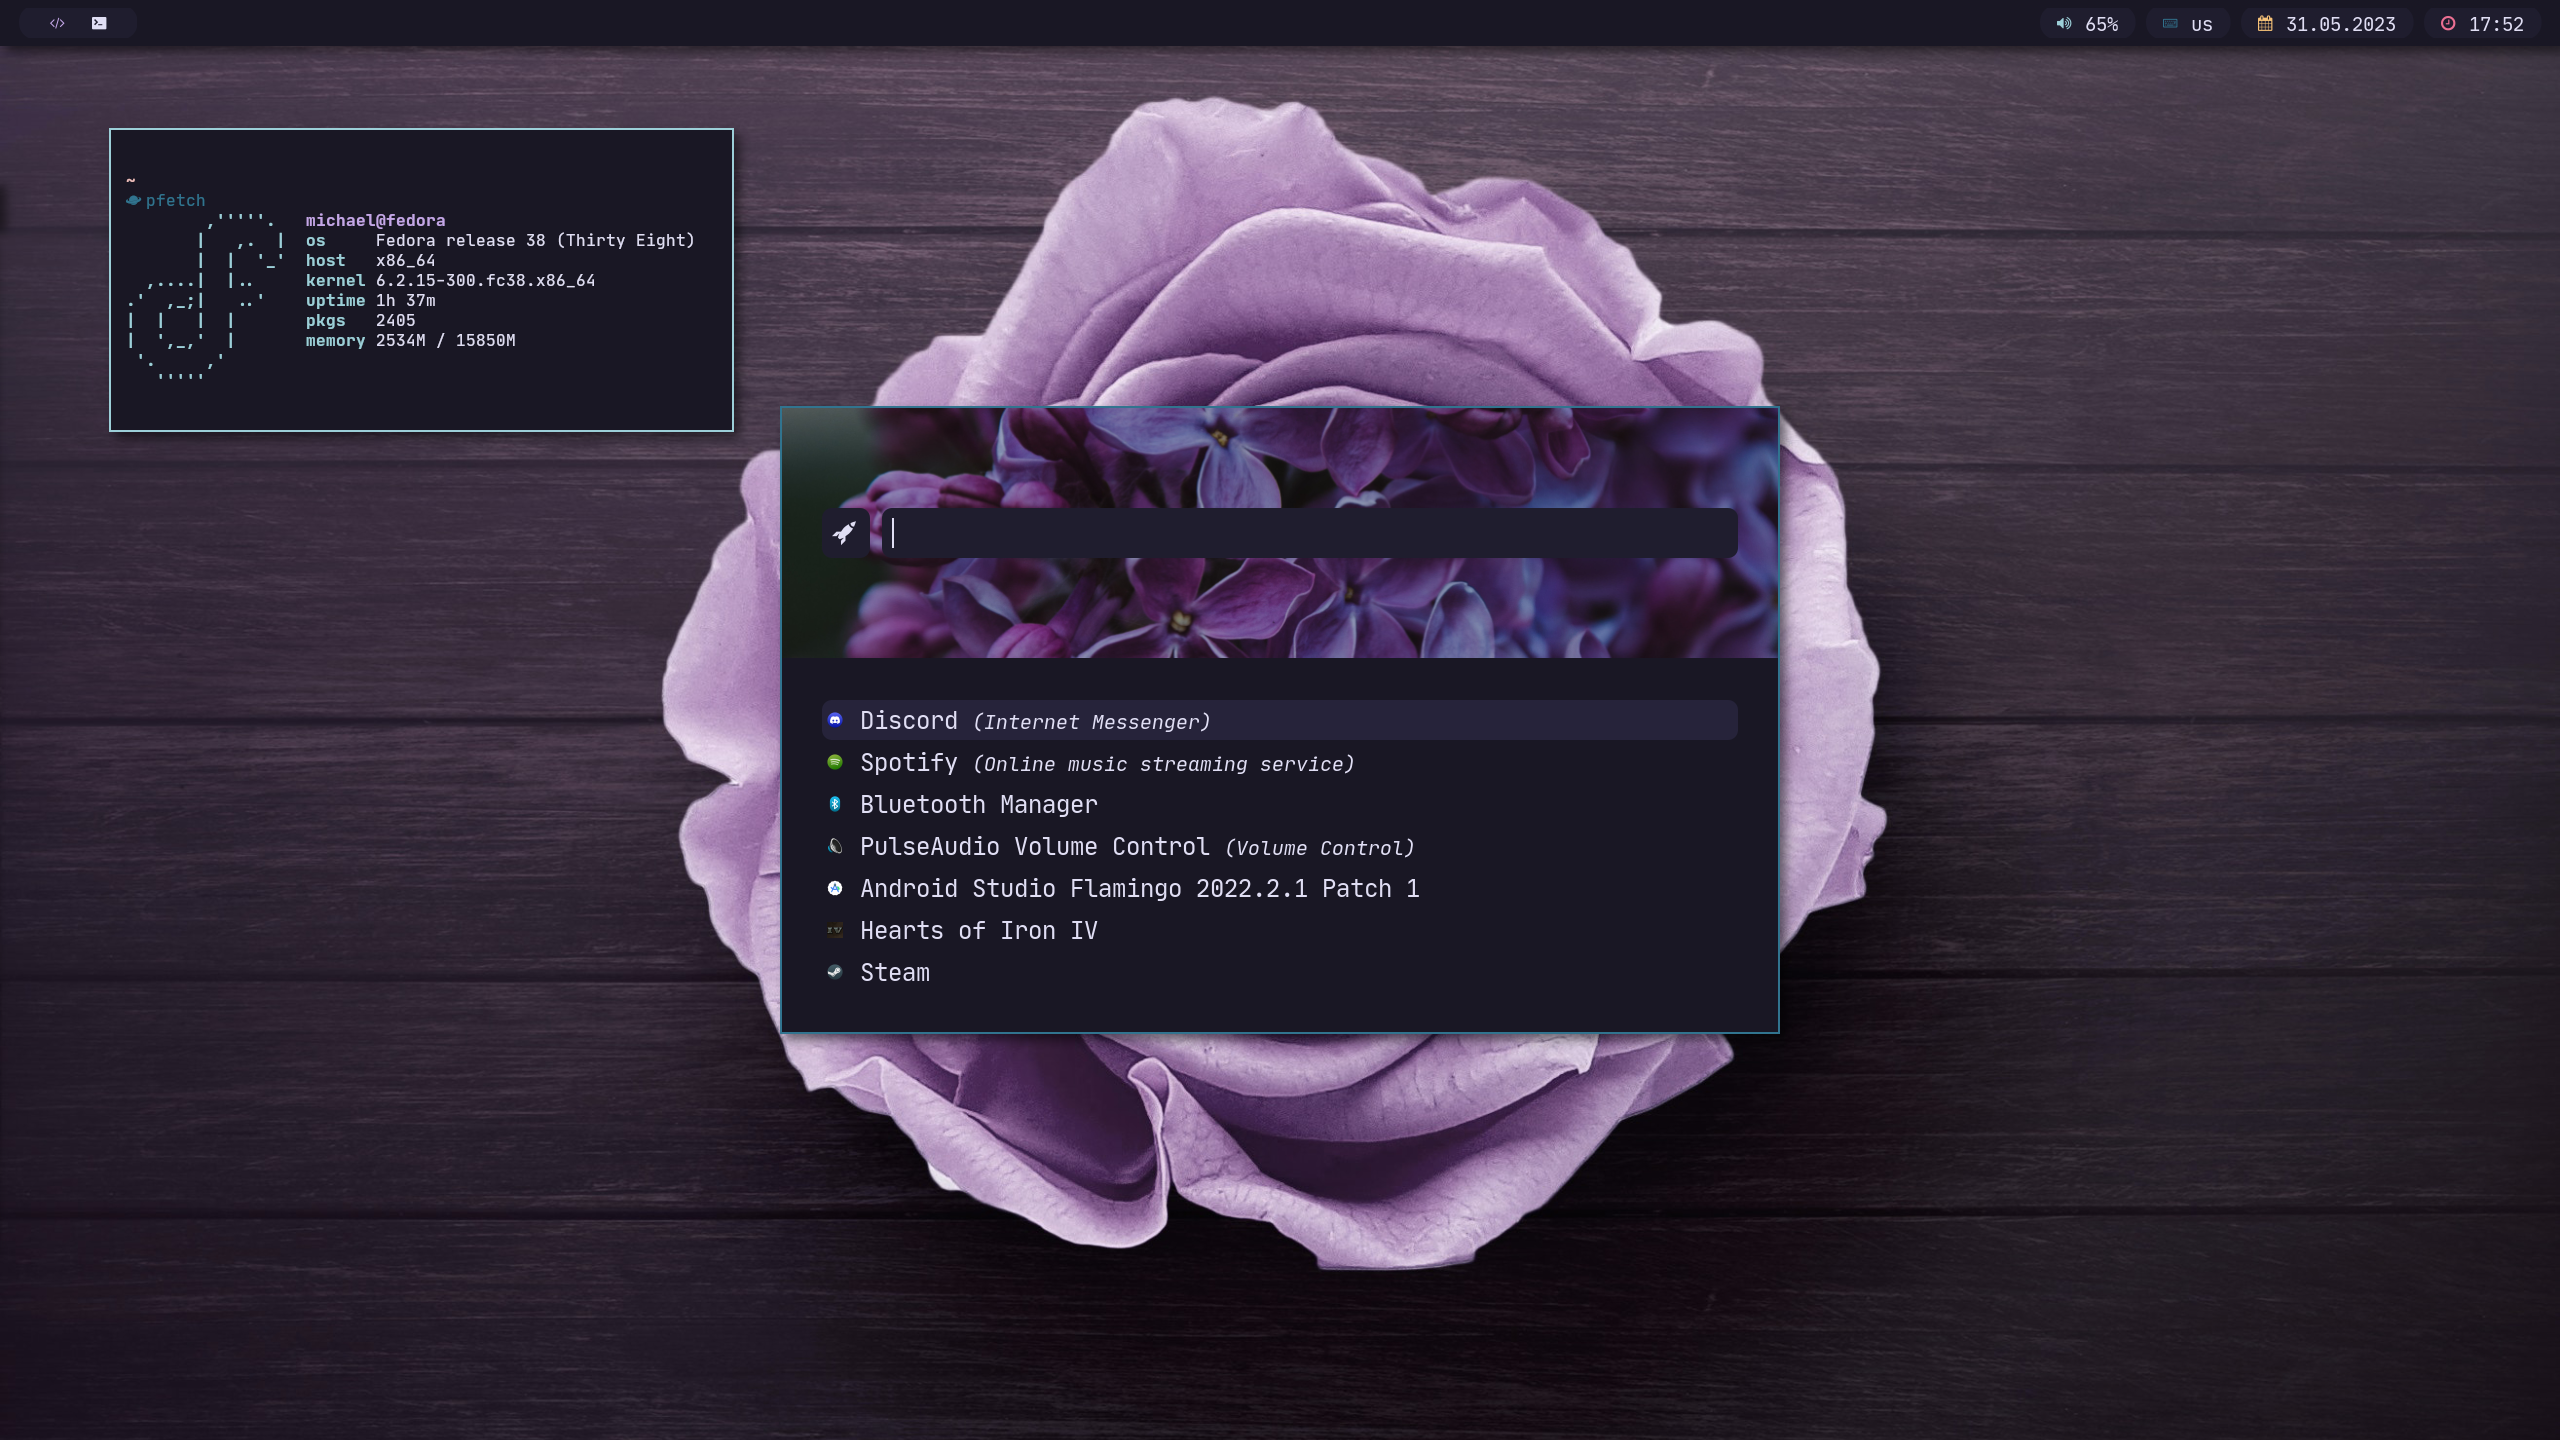 65%
us
31.05.2023
17:52
~
pfetch
michael@fedora
os Fedora release 38 (Thirty Eight)
host x86_64
kernel 6.2.15-300.fc38.x86_64
uptime 1h 37m
pkgs 2405
memory 2534M / 15850M
Discord (Internet Messenger)
Spotify (Online music streaming service)
Bluetooth Manager
PulseAudio Volume Control (Volume Control)
Android Studio Flamingo 2022.2.1 Patch 1
Hearts of Iron IV
Steam